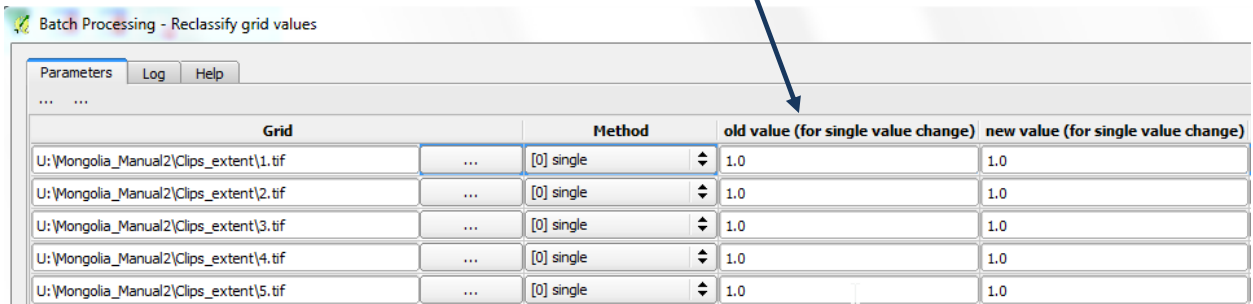 Batch Processing - Reclassify grid values
Parameters Log Help
... ...
Grid Method old value (for single value change) new value (for single value change)
U:\Mongolia_Manual2\Clips_extent\1.tif ... [0] single 1.0 1.0
U:\Mongolia_Manual2\Clips_extent\2.tif ... [0] single 1.0 1.0
U:\Mongolia_Manual2\Clips_extent\3.tif ... [0] single 1.0 1.0
U:\Mongolia_Manual2\Clips_extent\4.tif ... [0] single 1.0 1.0
U:\Mongolia_Manual2\Clips_extent\5.tif ... [0] single 1.0 1.0